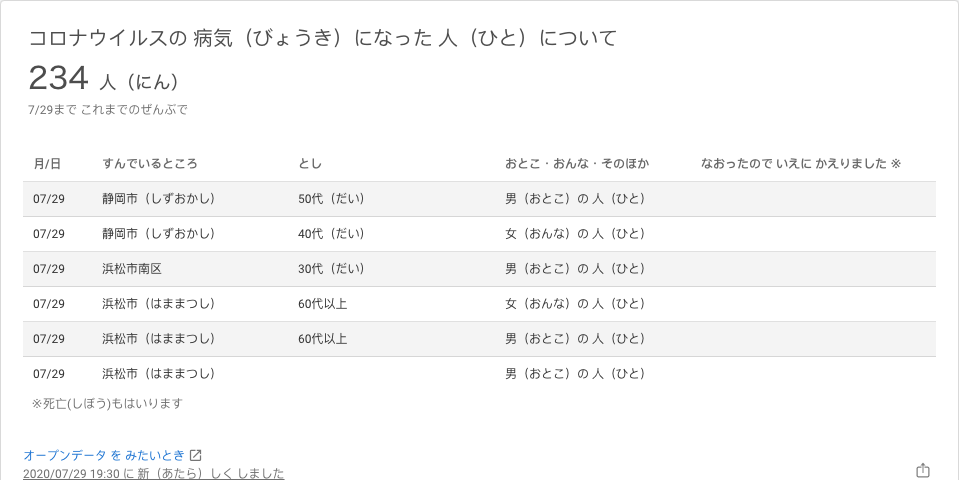 コロナウイルスの 病気（びょうき）になった 人（ひと）について
234 人（にん）
7/29まで これまでのぜんぶで
月/日 すんでいるところ とし おとこ・おんな・そのほか なおったので いえに かえりました ※
07/29 静岡市（しずおかし） 50代（だい） 男（おとこ）の 人（ひと）
07/29 静岡市（しずおかし） 40代（だい） 女（おんな）の 人（ひと）
07/29 浜松市南区 30代（だい） 男（おとこ）の 人（ひと）
07/29 浜松市（はままつし） 60代以上 女（おんな）の 人（ひと）
07/29 浜松市（はままつし） 60代以上 男（おとこ）の 人（ひと）
07/29 浜松市（はままつし） 男（おとこ）の 人（ひと）
※死亡(しぼう)もはいります
オープンデータ を みたいとき
2020/07/29 19:30 に 新（あたら）しく しました